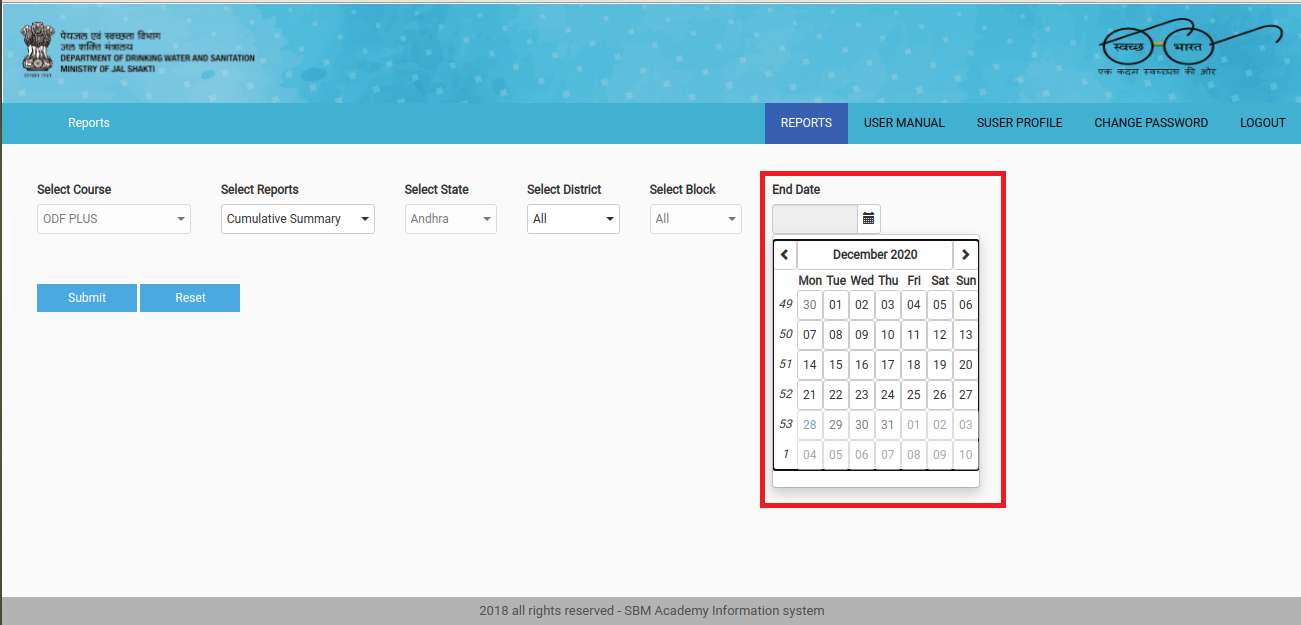 पेयजल एवं स्वच्छता विभाग
जल शक्ति मंत्रालय
DEPARTMENT OF DRINKING WATER AND SANITATION
MINISTRY OF JAL SHAKTI
स्वच्छ भारत
एक कदम स्वच्छता की ओर
Reports
REPORTS USER MANUAL SUSER PROFILE CHANGE PASSWORD LOGOUT
Select Course Select Reports Select State Select District Select Block End Date
ODF PLUS Cumulative Summary Andhra All All
December 2020
Mon Tue Wed Thu Fri Sat Sun
49 30 01 02 03 04 05 06
50 07 08 09 10 11 12 13
51 14 15 16 17 18 19 20
52 21 22 23 24 25 26 27
53 28 29 30 31 01 02 03
1 04 05 06 07 08 09 10
Submit Reset
2018 all rights reserved - SBM Academy Information system